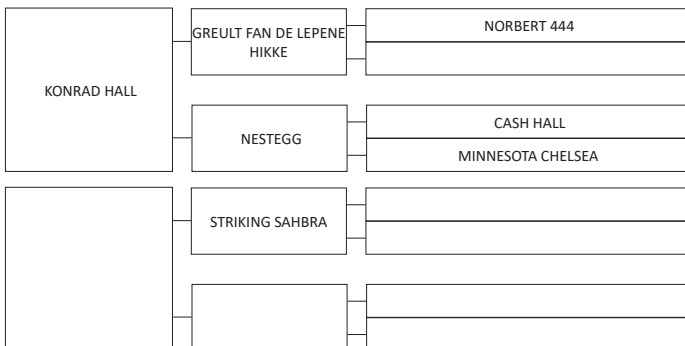 GREULT FAN DE LEPENE
HIKKE
NORBERT 444
KONRAD HALL
NESTEGG
CASH HALL
MINNESOTA CHELSEA
STRIKING SAHBRA